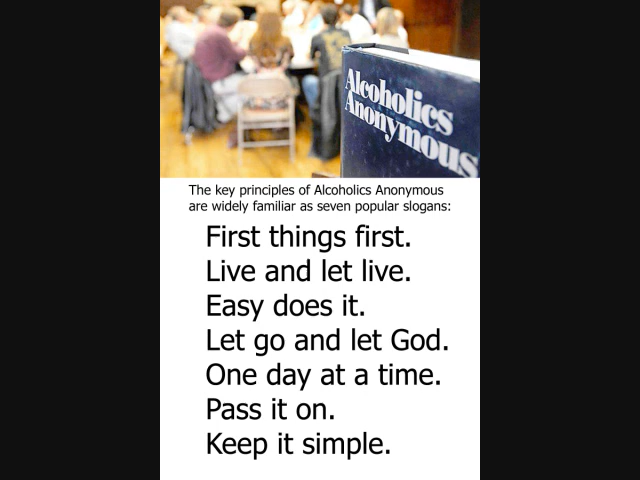 Alcoholics
Anonymous
The key principles of Alcoholics Anonymous
are widely familiar as seven popular slogans:
First things first.
Live and let live.
Easy does it.
Let go and let God.
One day at a time.
Pass it on.
Keep it simple.